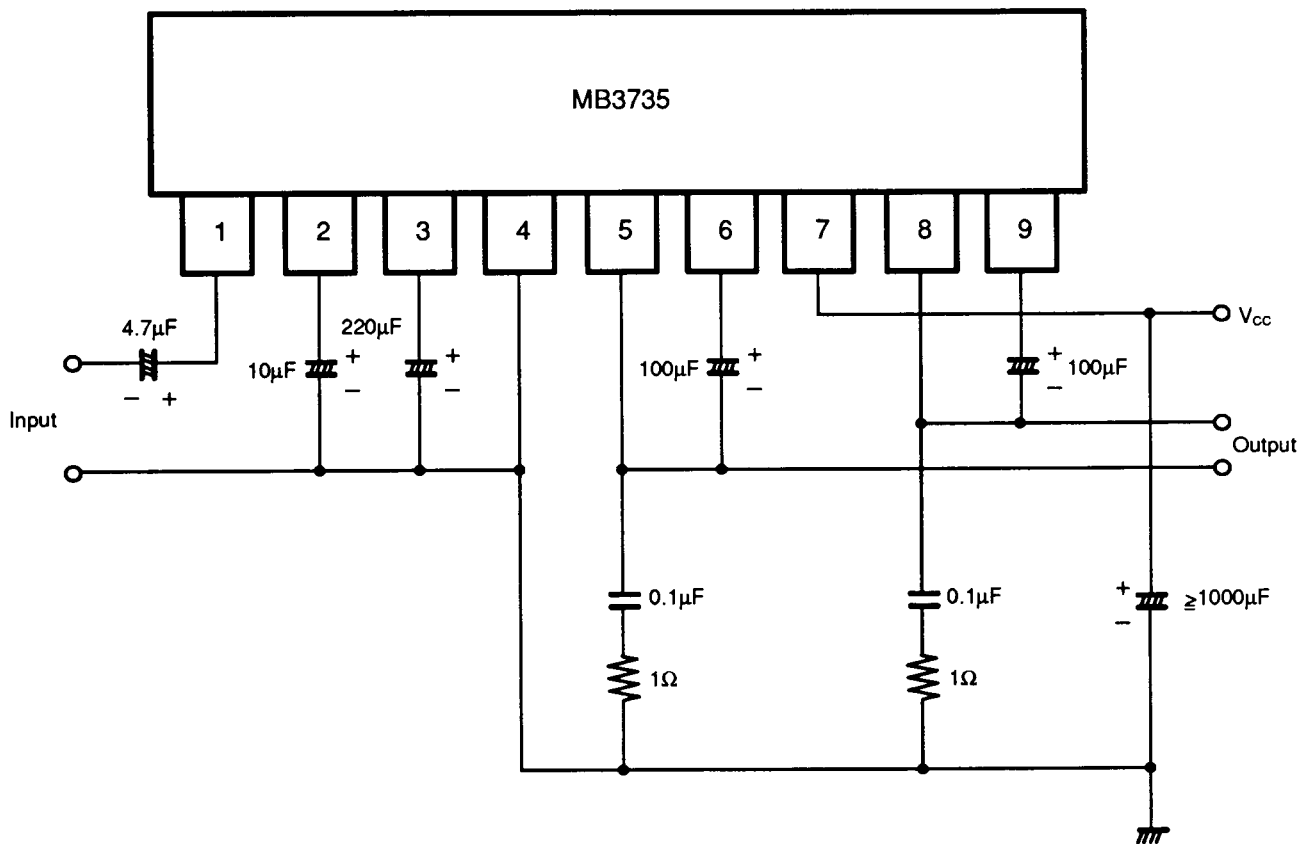 MB3735
1 2 3 4 5 6 7 8 9
4.7µF
− +
Input
10µF
+
−
220µF
+
−
100µF
+
−
V_CC
+
−
100µF
Output
0.1µF
1Ω
0.1µF
1Ω
+
−
≧1000µF